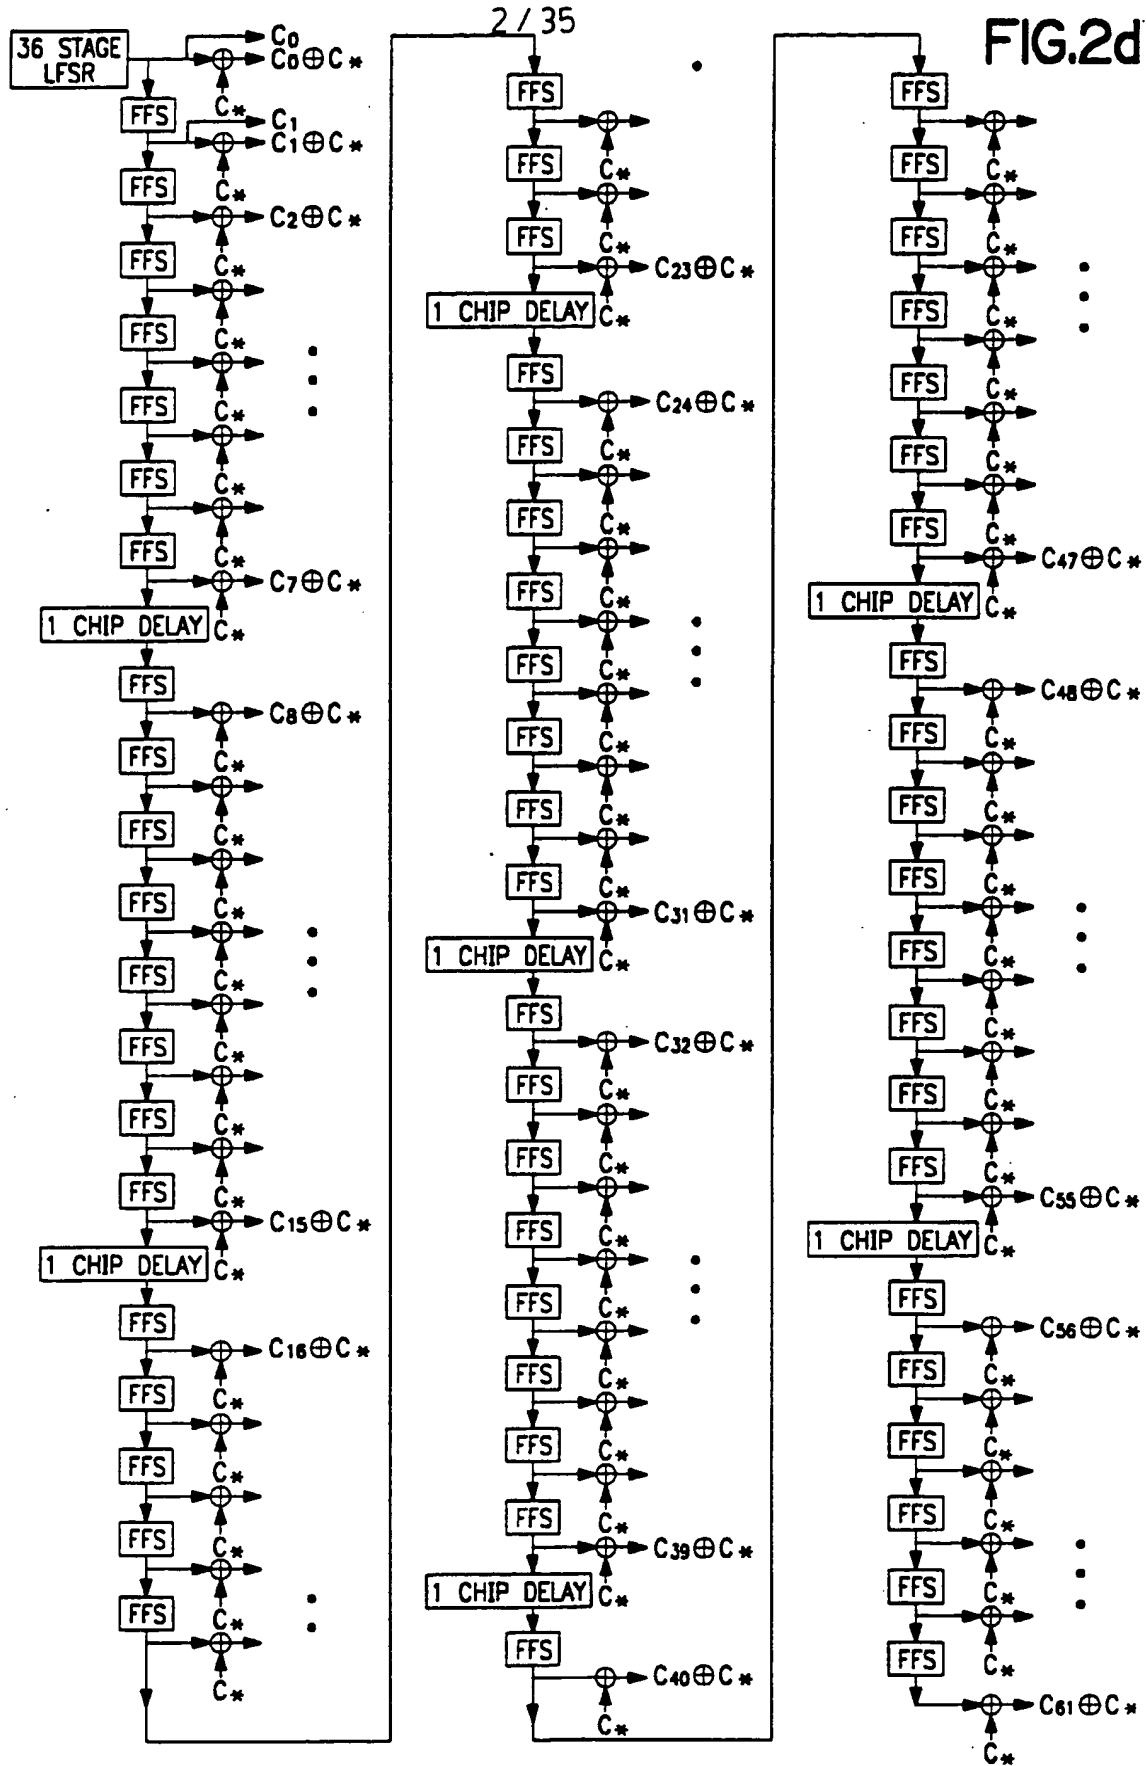 2/35
FIG.2d
36 STAGE
LFSR
C0
C0⊕C*
C*
FFS
C1
C1⊕C*
FFS C*
C2⊕C*
FFS C*
FFS C*
FFS C*
FFS C*
FFS C*
C7⊕C*
1 CHIP DELAY C*
FFS
C8⊕C*
FFS C*
FFS C*
FFS C*
FFS C*
FFS C*
FFS C*
FFS C*
C15⊕C*
1 CHIP DELAY C*
FFS
C16⊕C*
FFS C*
FFS C*
FFS C*
FFS C*
C*
FFS
FFS C*
FFS C*
C23⊕C*
1 CHIP DELAY C*
FFS
C24⊕C*
FFS C*
FFS C*
FFS C*
FFS C*
FFS C*
FFS C*
FFS C*
C31⊕C*
1 CHIP DELAY C*
FFS
C32⊕C*
FFS C*
FFS C*
FFS C*
FFS C*
FFS C*
FFS C*
FFS C*
C39⊕C*
1 CHIP DELAY C*
FFS
C40⊕C*
C*
FFS
FFS C*
FFS C*
FFS C*
FFS C*
FFS C*
FFS C*
C47⊕C*
1 CHIP DELAY C*
FFS
C48⊕C*
FFS C*
FFS C*
FFS C*
FFS C*
FFS C*
FFS C*
FFS C*
C55⊕C*
1 CHIP DELAY C*
FFS
C56⊕C*
FFS C*
FFS C*
FFS C*
FFS C*
FFS C*
C61⊕C*
C*